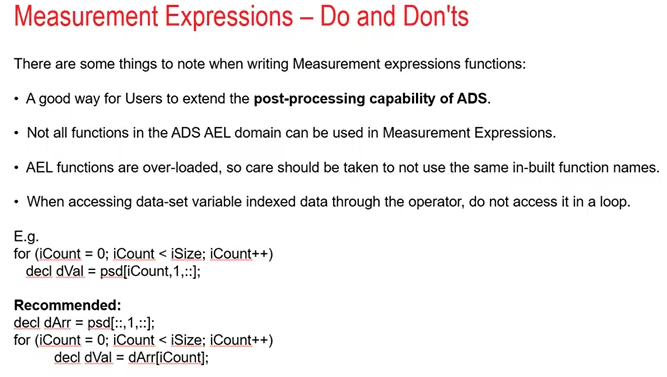 Measurement Expressions – Do and Don'ts
There are some things to note when writing Measurement expressions functions:
• A good way for Users to extend the post-processing capability of ADS.
• Not all functions in the ADS AEL domain can be used in Measurement Expressions.
• AEL functions are over-loaded, so care should be taken to not use the same in-built function names.
• When accessing data-set variable indexed data through the operator, do not access it in a loop.
E.g.
for (iCount = 0; iCount < iSize; iCount++)
decl dVal = psd[iCount,1,::];
Recommended:
decl dArr = psd[::,1,::];
for (iCount = 0; iCount < iSize; iCount++)
decl dVal = dArr[iCount];